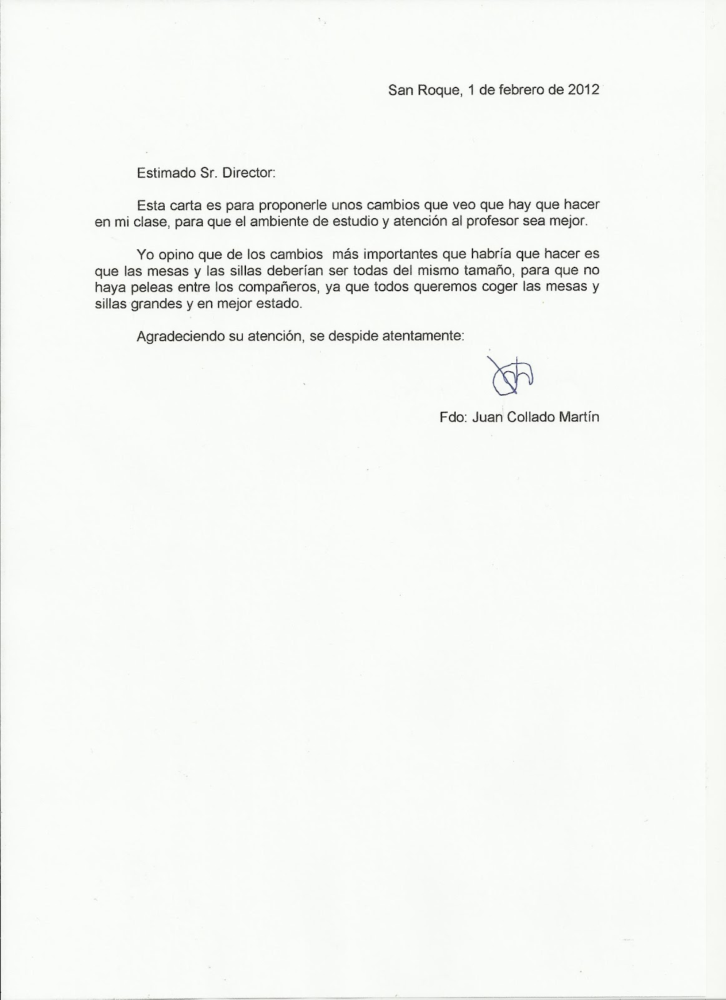 San Roque, 1 de febrero de 2012
Estimado Sr. Director:
Esta carta es para proponerle unos cambios que veo que hay que hacer
en mi clase, para que el ambiente de estudio y atención al profesor sea mejor.
Yo opino que de los cambios  más importantes que habría que hacer es
que las mesas y las sillas deberían ser todas del mismo tamaño, para que no
haya peleas entre los compañeros, ya que todos queremos coger las mesas y
sillas grandes y en mejor estado.
Agradeciendo su atención, se despide atentamente:
Fdo: Juan Collado Martín